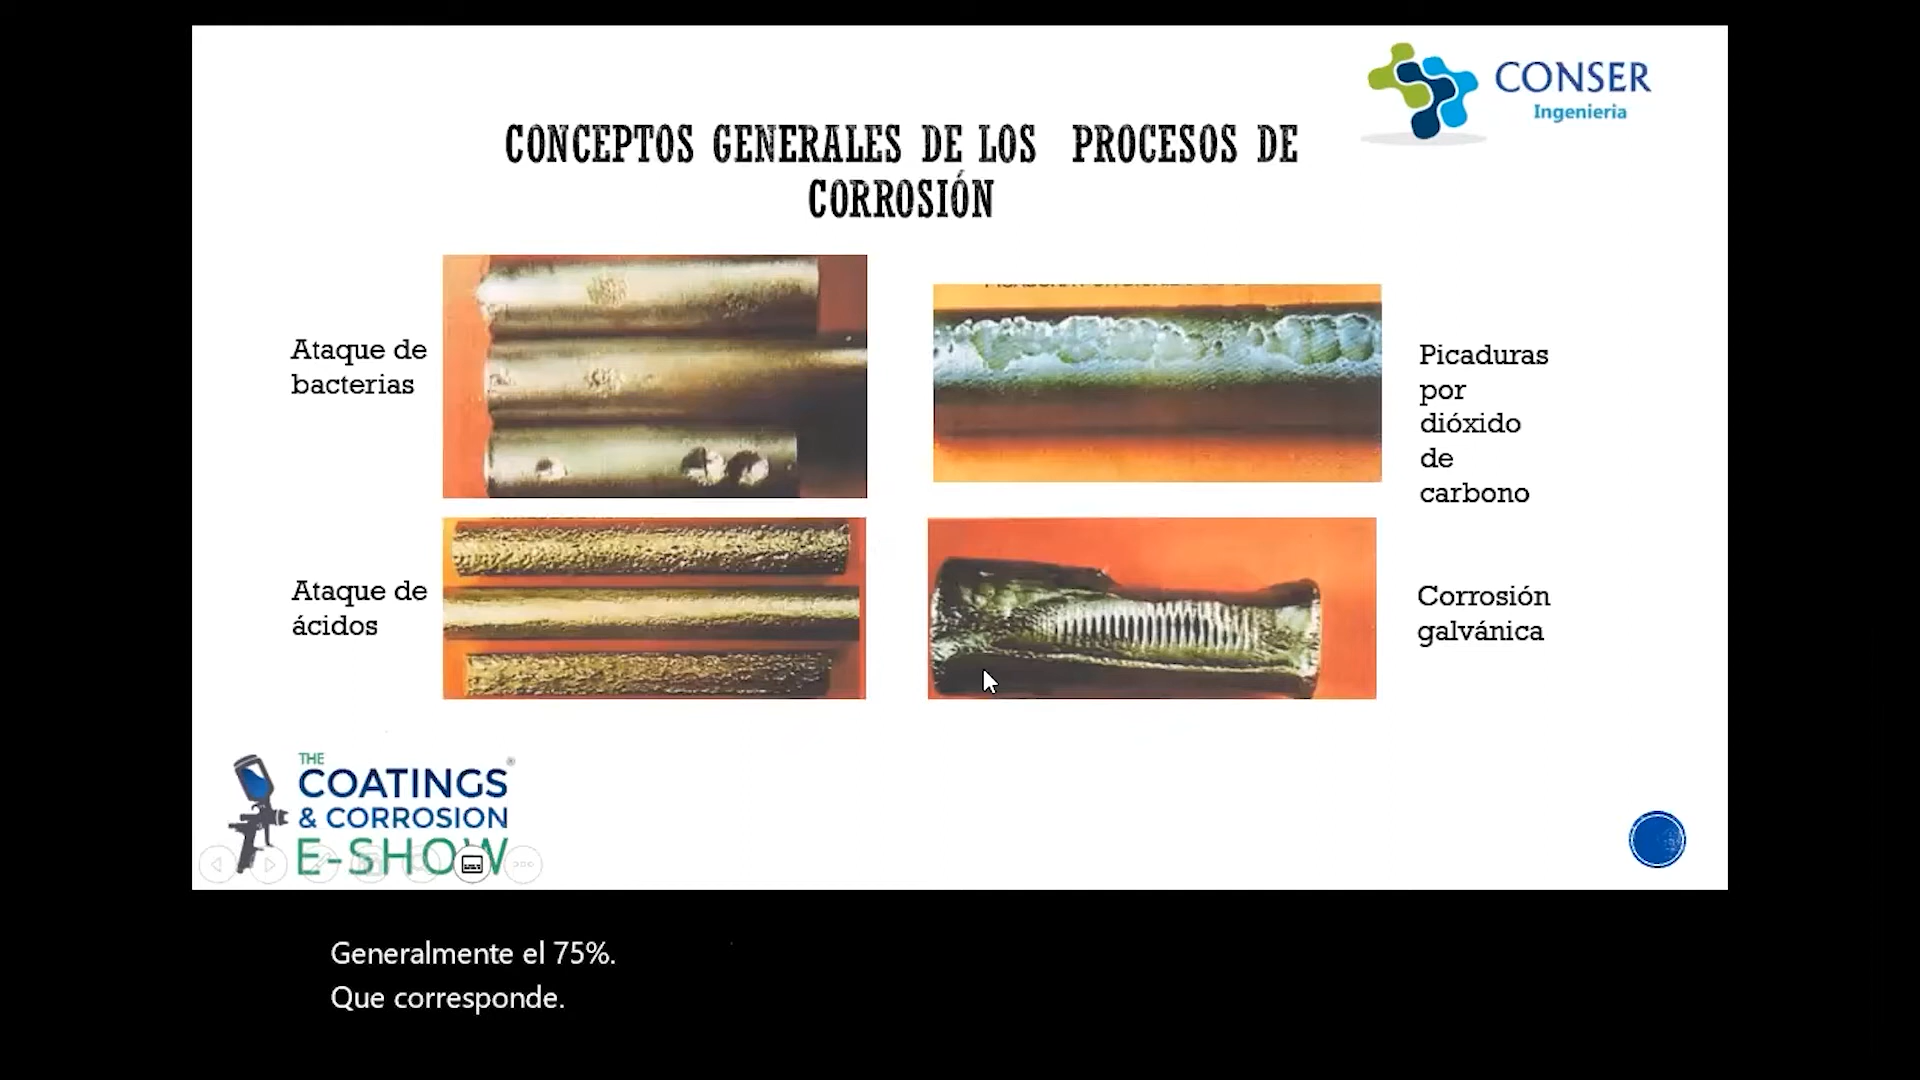 CONSER
Ingenieria
CONCEPTOS GENERALES DE LOS PROCESOS DE
CORROSIÓN
Ataque de
bacterias
Picaduras
por
dióxido
de
carbono
Ataque de
ácidos
Corrosión
galvánica
THE
COATINGS®
& CORROSION
E-SHOW
Generalmente el 75%.
Que corresponde.